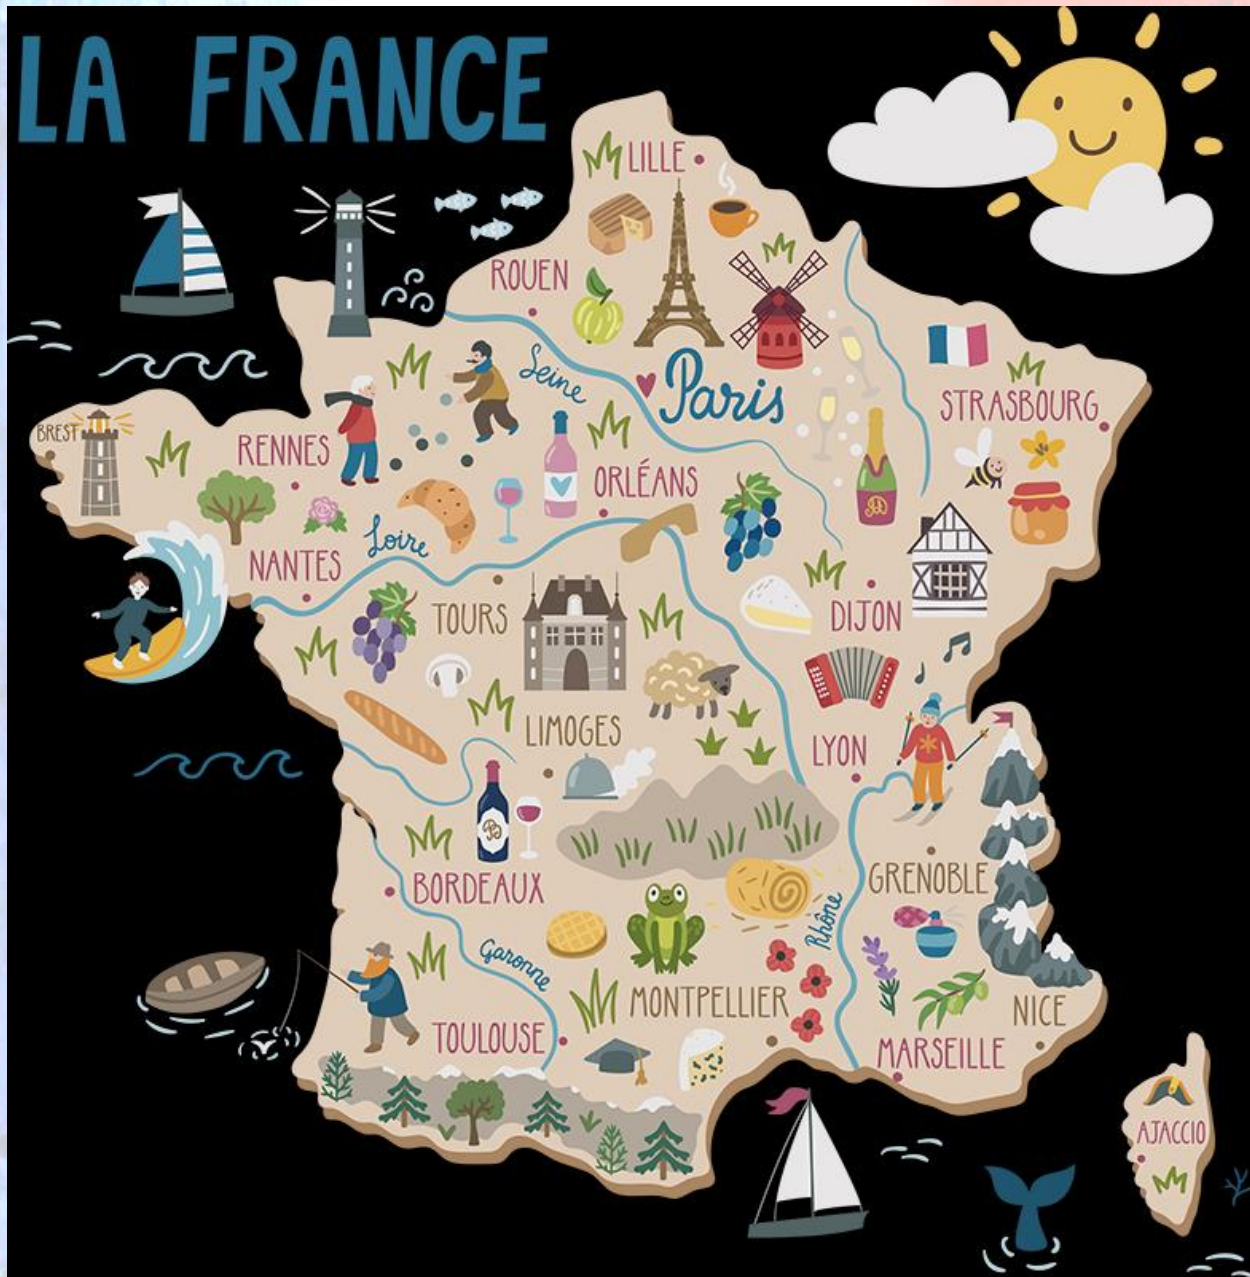 LA FRANCE
LILLE
ROUEN
Seine
Paris
STRASBOURG
BREST
RENNES
ORLÉANS
Loire
NANTES
TOURS
DIJON
LIMOGES
LYON
BORDEAUX
GRENOBLE
Rhône
Garonne
MONTPELLIER
NICE
TOULOUSE
MARSEILLE
AJACCIO